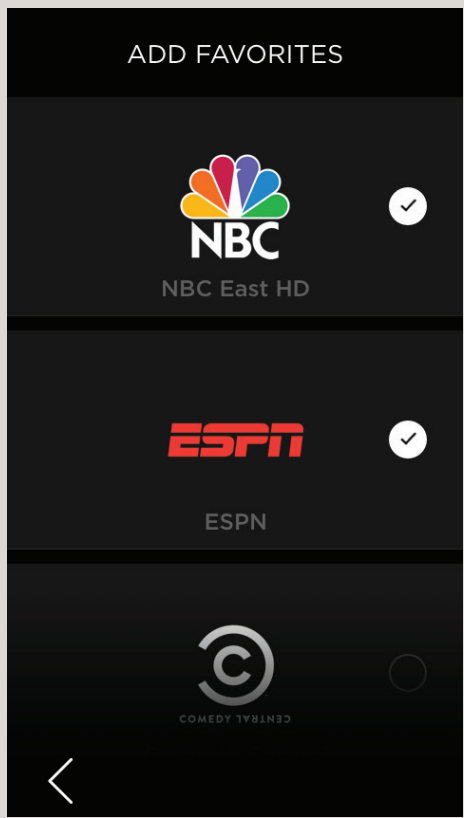 ADD FAVORITES
NBC
NBC East HD
ESPN
ESPN
COMEDY CENTRAL